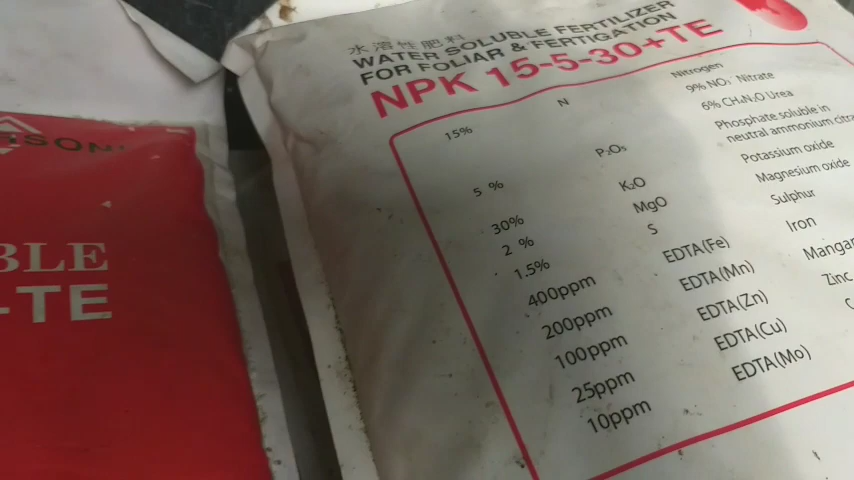 水溶性肥料
WATER SOLUBLE FERTILIZER
FOR FOLIAR & FERTIGATION
NPK 15-5-30+TE
15% N Nitrogen
9% NO₃ Nitrate
6% CH₄N₂O Urea
5 % P₂O₅ Phosphate soluble in
neutral ammonium
30% K₂O Potassium oxide
2 % MgO Magnesium oxide
1.5% S Sulphur
400ppm EDTA(Fe) Iron
200ppm EDTA(Mn)
100ppm EDTA(Zn) Zinc
25ppm EDTA(Cu)
10ppm EDTA(Mo)
BLE
-TE